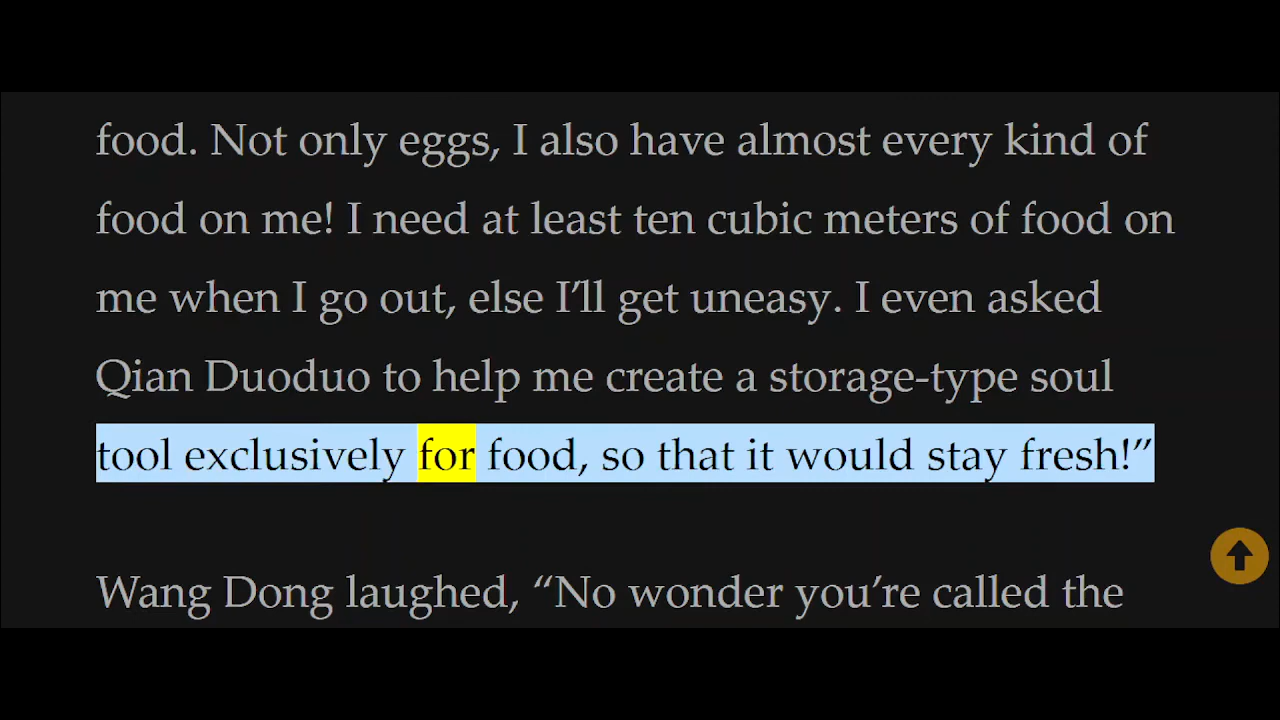 food. Not only eggs, I also have almost every kind of
food on me! I need at least ten cubic meters of food on
me when I go out, else I’ll get uneasy. I even asked
Qian Duoduo to help me create a storage-type soul
tool exclusively for food, so that it would stay fresh!”
Wang Dong laughed, “No wonder you’re called the